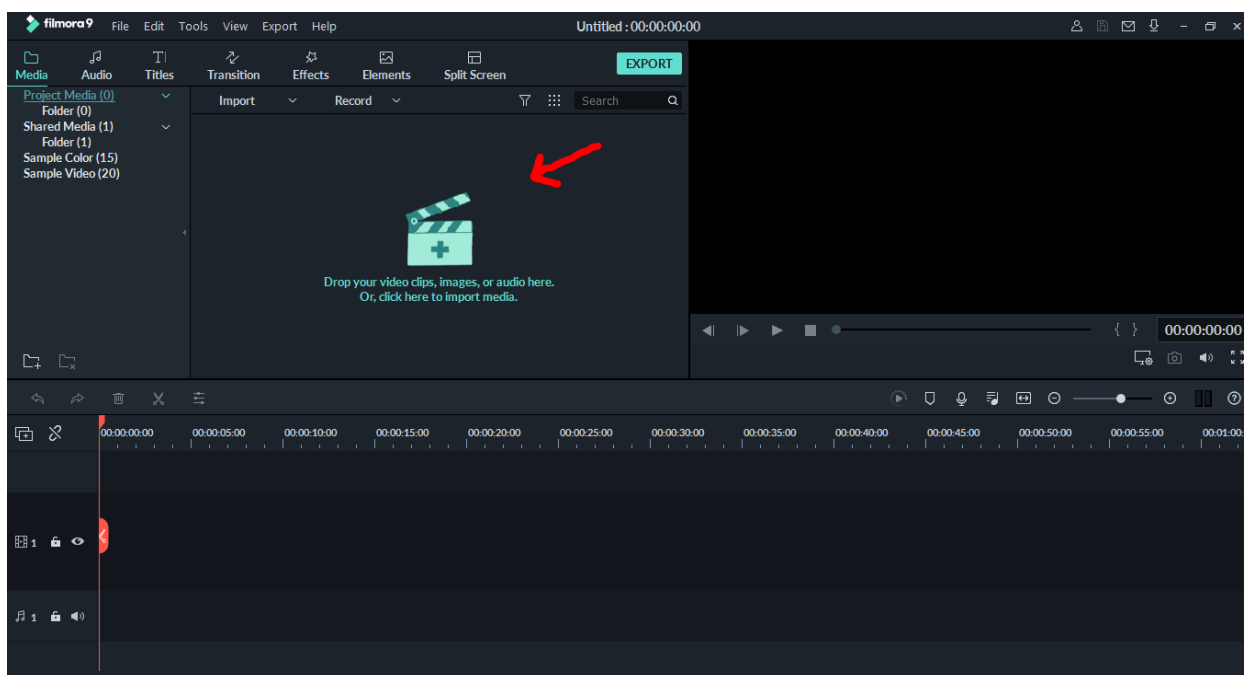 filmora9 File Edit Tools View Export Help Untitled : 00:00:00:00
Media Audio Titles Transition Effects Elements Split Screen EXPORT
Project Media (0) Import Record Search
Folder (0)
Shared Media (1)
Folder (1)
Sample Color (15)
Sample Video (20)
Drop your video clips, images, or audio here.
Or, click here to import media.
{ } 00:00:00:00
00:00:00:00 00:00:05:00 00:00:10:00 00:00:15:00 00:00:20:00 00:00:25:00 00:00:30:00 00:00:35:00 00:00:40:00 00:00:45:00 00:00:50:00 00:00:55:00 00:01:00:
1
1